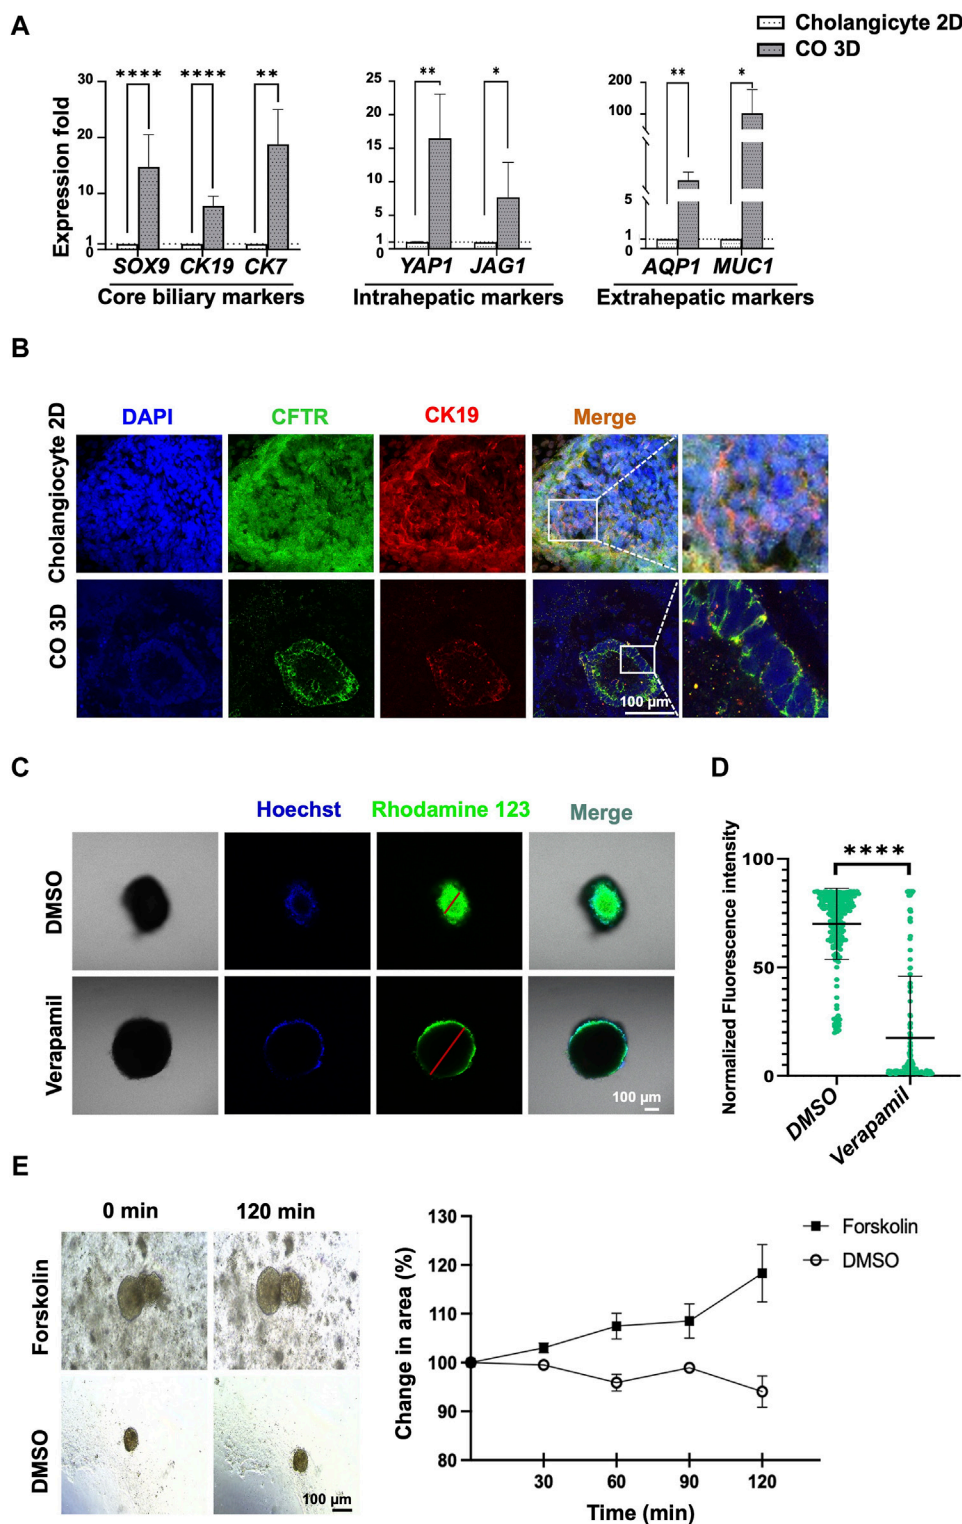 A
Cholangicyte 2D
CO 3D
Expression fold
**** **** **
30
20
10
1
0
SOX9 CK19 CK7
Core biliary markers
** *
25
20
15
10
5
1
0
YAP1 JAG1
Intrahepatic markers
** *
200
100
5
1
0
AQP1 MUC1
Extrahepatic markers
B
DAPI CFTR CK19 Merge
Cholangiocyte 2D
CO 3D
100 µm
C
Hoechst Rhodamine 123 Merge
DMSO
Verapamil
100 µm
D
Normalized Fluorescence intensity
****
100
50
0
DMSO
Verapamil
E
0 min 120 min
Forskolin
DMSO
100 µm
Change in area (%)
130
120
110
100
90
80
30 60 90 120
Time (min)
Forskolin
DMSO